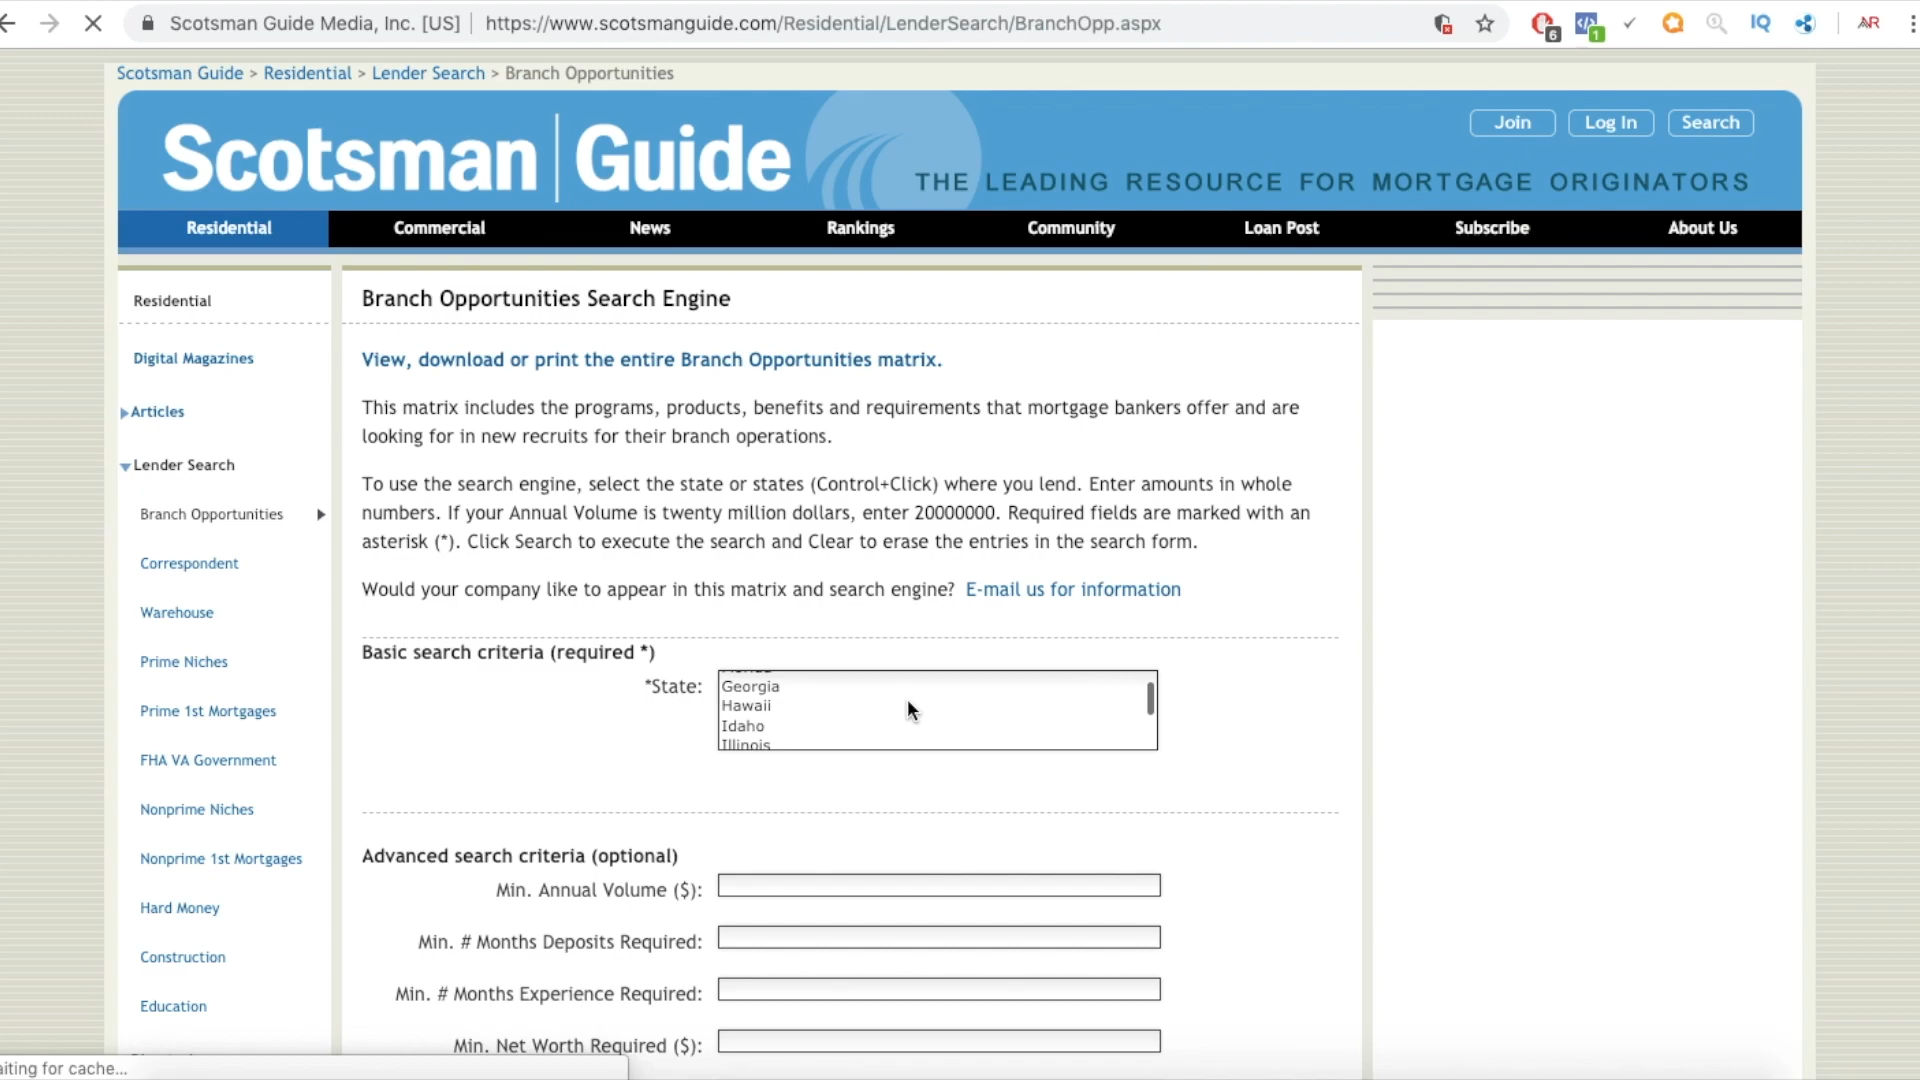 Scotsman Guide Media, Inc. [US] | https://www.scotsmanguide.com/Residential/LenderSearch/BranchOpp.aspx
6
1
IQ
AR
Scotsman Guide > Residential > Lender Search > Branch Opportunities
Join
Log In
Search
Scotsman Guide
THE LEADING RESOURCE FOR MORTGAGE ORIGINATORS
Residential
Commercial
News
Rankings
Community
Loan Post
Subscribe
About Us
Residential
Digital Magazines
Articles
Lender Search
Branch Opportunities
Correspondent
Warehouse
Prime Niches
Prime 1st Mortgages
FHA VA Government
Nonprime Niches
Nonprime 1st Mortgages
Hard Money
Construction
Education
Branch Opportunities Search Engine
View, download or print the entire Branch Opportunities matrix.
This matrix includes the programs, products, benefits and requirements that mortgage bankers offer and are
looking for in new recruits for their branch operations.
To use the search engine, select the state or states (Control+Click) where you lend. Enter amounts in whole
numbers. If your Annual Volume is twenty million dollars, enter 20000000. Required fields are marked with an
asterisk (*). Click Search to execute the search and Clear to erase the entries in the search form.
Would your company like to appear in this matrix and search engine? E-mail us for information
Basic search criteria (required *)
*State:
Georgia
Hawaii
Idaho
Illinois
Advanced search criteria (optional)
Min. Annual Volume ($):
Min. # Months Deposits Required:
Min. # Months Experience Required:
Min. Net Worth Required ($):
aiting for cache...